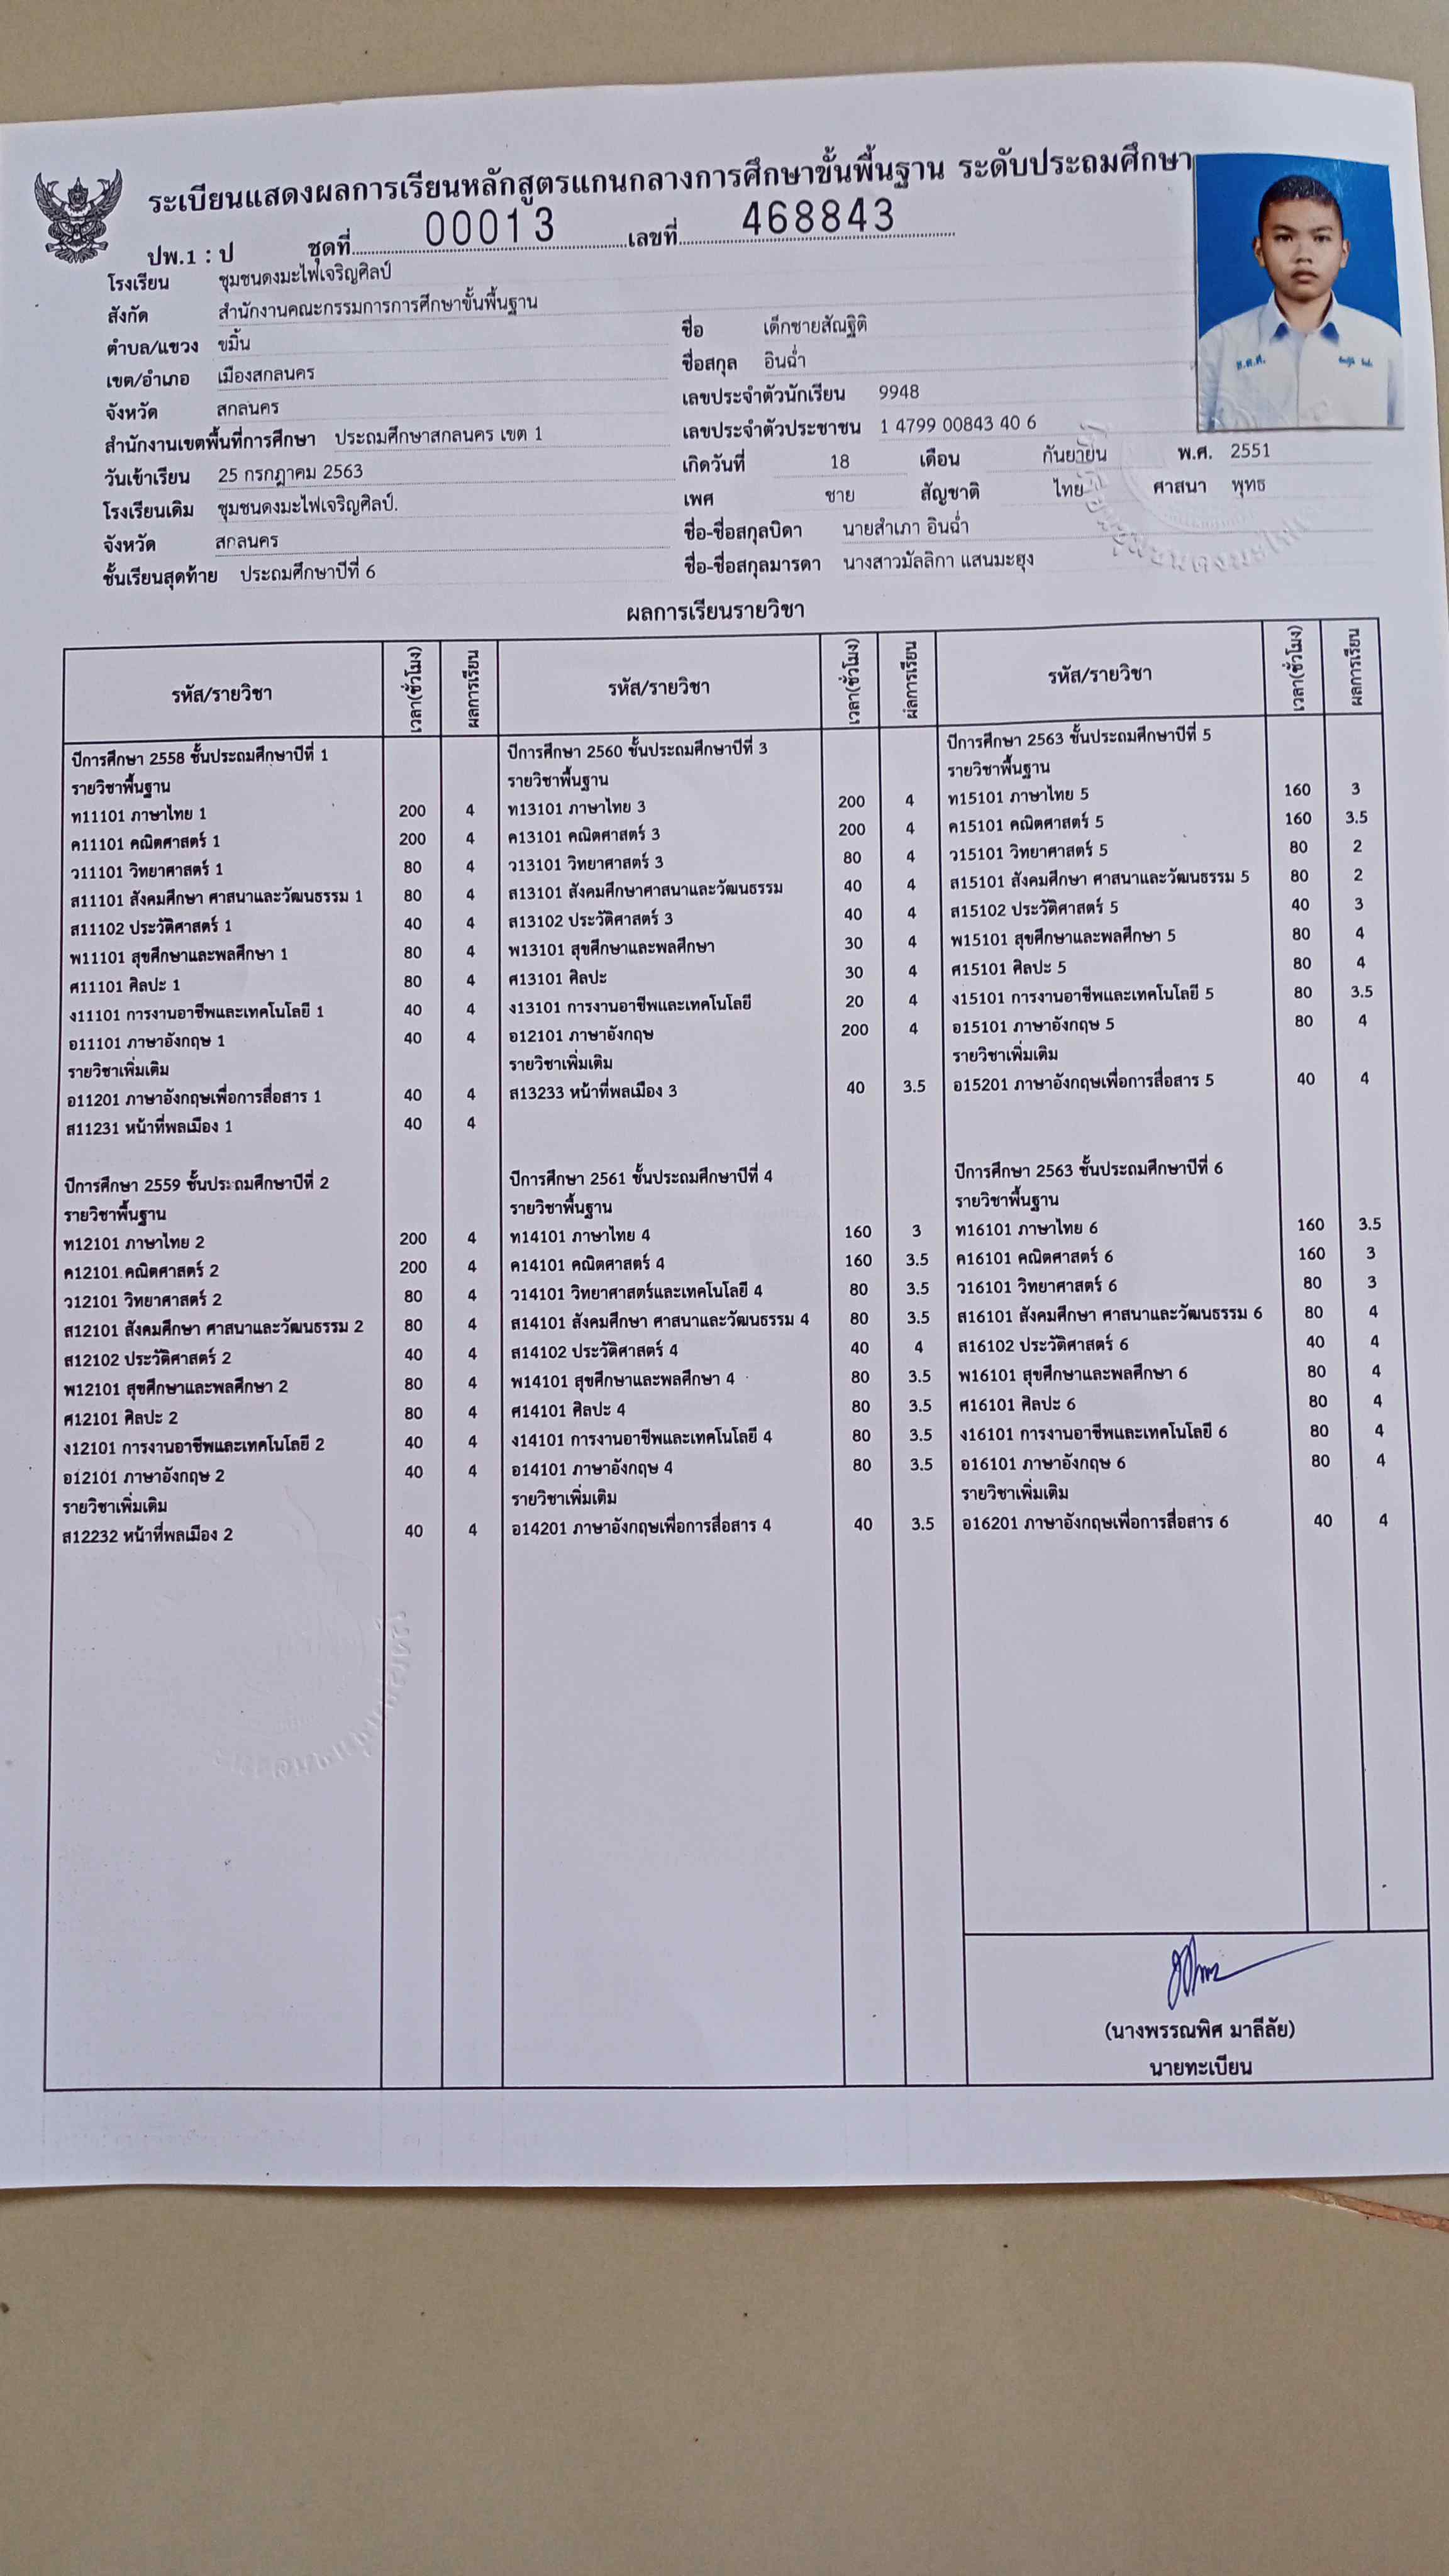 ระเบียนแสดงผลการเรียนหลักสูตรแกนกลางการศึกษาขั้นพื้นฐาน ระดับประถมศึกษา
ปพ.1 : ป ชุดที่ 00013 เลขที่ 468843
โรงเรียน ชุมชนดงมะไฟเจริญศิลป์
สังกัด สำนักงานคณะกรรมการการศึกษาขั้นพื้นฐาน
ตำบล/แขวง ขมิ้น
เขต/อำเภอ เมืองสกลนคร
จังหวัด สกลนคร
สำนักงานเขตพื้นที่การศึกษา ประถมศึกษาสกลนคร เขต 1
วันเข้าเรียน 25 กรกฎาคม 2563
โรงเรียนเดิม ชุมชนดงมะไฟเจริญศิลป์.
จังหวัด สกลนคร
ชั้นเรียนสุดท้าย ประถมศึกษาปีที่ 6
ชื่อ เด็กชายสัณฐิติ
ชื่อสกุล อินฉ่ำ
เลขประจำตัวนักเรียน 9948
เลขประจำตัวประชาชน 1 4799 00843 40 6
เกิดวันที่ 18 เดือน กันยายน พ.ศ. 2551
เพศ ชาย สัญชาติ ไทย ศาสนา พุทธ
ชื่อ-ชื่อสกุลบิดา นายสำเภา อินฉ่ำ
ชื่อ-ชื่อสกุลมารดา นางสาวมัลลิกา แสนมะฮุง
ผลการเรียนรายวิชา
รหัส/รายวิชา เวลา(ชั่วโมง) ผลการเรียน
ปีการศึกษา 2558 ชั้นประถมศึกษาปีที่ 1
รายวิชาพื้นฐาน
ท11101 ภาษาไทย 1 200 4
ค11101 คณิตศาสตร์ 1 200 4
ว11101 วิทยาศาสตร์ 1 80 4
ส11101 สังคมศึกษา ศาสนาและวัฒนธรรม 1 80 4
ส11102 ประวัติศาสตร์ 1 40 4
พ11101 สุขศึกษาและพลศึกษา 1 80 4
ศ11101 ศิลปะ 1 80 4
ง11101 การงานอาชีพและเทคโนโลยี 1 40 4
อ11101 ภาษาอังกฤษ 1 40 4
รายวิชาเพิ่มเติม
อ11201 ภาษาอังกฤษเพื่อการสื่อสาร 1 40 4
ส11231 หน้าที่พลเมือง 1 40 4
ปีการศึกษา 2559 ชั้นประถมศึกษาปีที่ 2
รายวิชาพื้นฐาน
ท12101 ภาษาไทย 2 200 4
ค12101 คณิตศาสตร์ 2 200 4
ว12101 วิทยาศาสตร์ 2 80 4
ส12101 สังคมศึกษา ศาสนาและวัฒนธรรม 2 80 4
ส12102 ประวัติศาสตร์ 2 40 4
พ12101 สุขศึกษาและพลศึกษา 2 80 4
ศ12101 ศิลปะ 2 80 4
ง12101 การงานอาชีพและเทคโนโลยี 2 40 4
อ12101 ภาษาอังกฤษ 2 40 4
รายวิชาเพิ่มเติม
ส12232 หน้าที่พลเมือง 2 40 4
รหัส/รายวิชา เวลา(ชั่วโมง) ผลการเรียน
ปีการศึกษา 2560 ชั้นประถมศึกษาปีที่ 3
รายวิชาพื้นฐาน
ท13101 ภาษาไทย 3 200 4
ค13101 คณิตศาสตร์ 3 200 4
ว13101 วิทยาศาสตร์ 3 80 4
ส13101 สังคมศึกษาศาสนาและวัฒนธรรม 40 4
ส13102 ประวัติศาสตร์ 3 40 4
พ13101 สุขศึกษาและพลศึกษา 30 4
ศ13101 ศิลปะ 30 4
ง13101 การงานอาชีพและเทคโนโลยี 20 4
อ12101 ภาษาอังกฤษ 200 4
รายวิชาเพิ่มเติม
ส13233 หน้าที่พลเมือง 3 40 3.5
ปีการศึกษา 2561 ชั้นประถมศึกษาปีที่ 4
รายวิชาพื้นฐาน
ท14101 ภาษาไทย 4 160 3
ค14101 คณิตศาสตร์ 4 160 3.5
ว14101 วิทยาศาสตร์และเทคโนโลยี 4 80 3.5
ส14101 สังคมศึกษา ศาสนาและวัฒนธรรม 4 80 3.5
ส14102 ประวัติศาสตร์ 4 40 4
พ14101 สุขศึกษาและพลศึกษา 4 80 3.5
ศ14101 ศิลปะ 4 80 3.5
ง14101 การงานอาชีพและเทคโนโลยี 4 80 3.5
อ14101 ภาษาอังกฤษ 4 80 3.5
รายวิชาเพิ่มเติม
อ14201 ภาษาอังกฤษเพื่อการสื่อสาร 4 40 3.5
รหัส/รายวิชา เวลา(ชั่วโมง) ผลการเรียน
ปีการศึกษา 2563 ชั้นประถมศึกษาปีที่ 5
รายวิชาพื้นฐาน
ท15101 ภาษาไทย 5 160 3
ค15101 คณิตศาสตร์ 5 160 3.5
ว15101 วิทยาศาสตร์ 5 80 2
ส15101 สังคมศึกษา ศาสนาและวัฒนธรรม 5 80 2
ส15102 ประวัติศาสตร์ 5 40 3
พ15101 สุขศึกษาและพลศึกษา 5 80 4
ศ15101 ศิลปะ 5 80 4
ง15101 การงานอาชีพและเทคโนโลยี 5 80 3.5
อ15101 ภาษาอังกฤษ 5 80 4
รายวิชาเพิ่มเติม
อ15201 ภาษาอังกฤษเพื่อการสื่อสาร 5 40 4
ปีการศึกษา 2563 ชั้นประถมศึกษาปีที่ 6
รายวิชาพื้นฐาน
ท16101 ภาษาไทย 6 160 3.5
ค16101 คณิตศาสตร์ 6 160 3
ว16101 วิทยาศาสตร์ 6 80 3
ส16101 สังคมศึกษา ศาสนาและวัฒนธรรม 6 80 4
ส16102 ประวัติศาสตร์ 6 40 4
พ16101 สุขศึกษาและพลศึกษา 6 80 4
ศ16101 ศิลปะ 6 80 4
ง16101 การงานอาชีพและเทคโนโลยี 6 80 4
อ16101 ภาษาอังกฤษ 6 80 4
รายวิชาเพิ่มเติม
อ16201 ภาษาอังกฤษเพื่อการสื่อสาร 6 40 4
(นางพรรณพิศ มาลีลัย)
นายทะเบียน